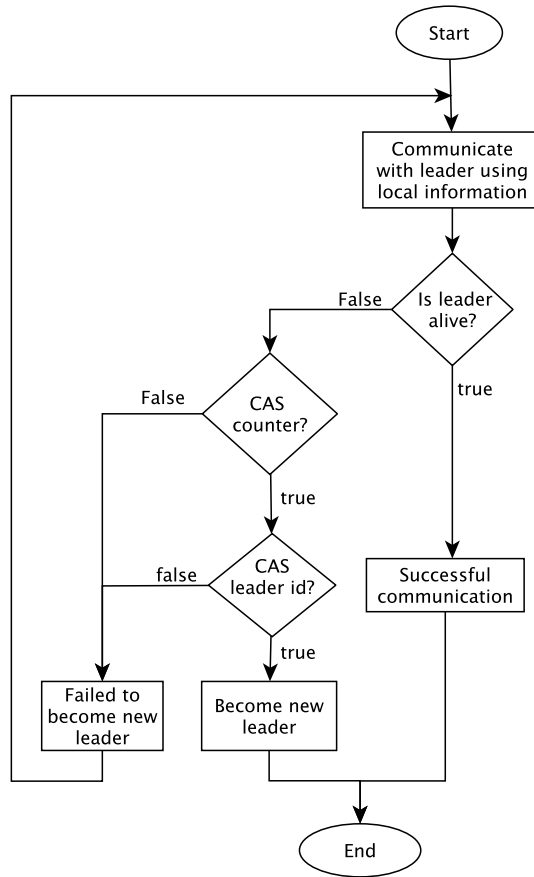 Start
Communicate
with leader using
local information
Is leader
alive?
False
true
CAS
counter?
False
true
CAS
leader id?
false
true
Successful
communication
Failed to
become new
leader
Become new
leader
End